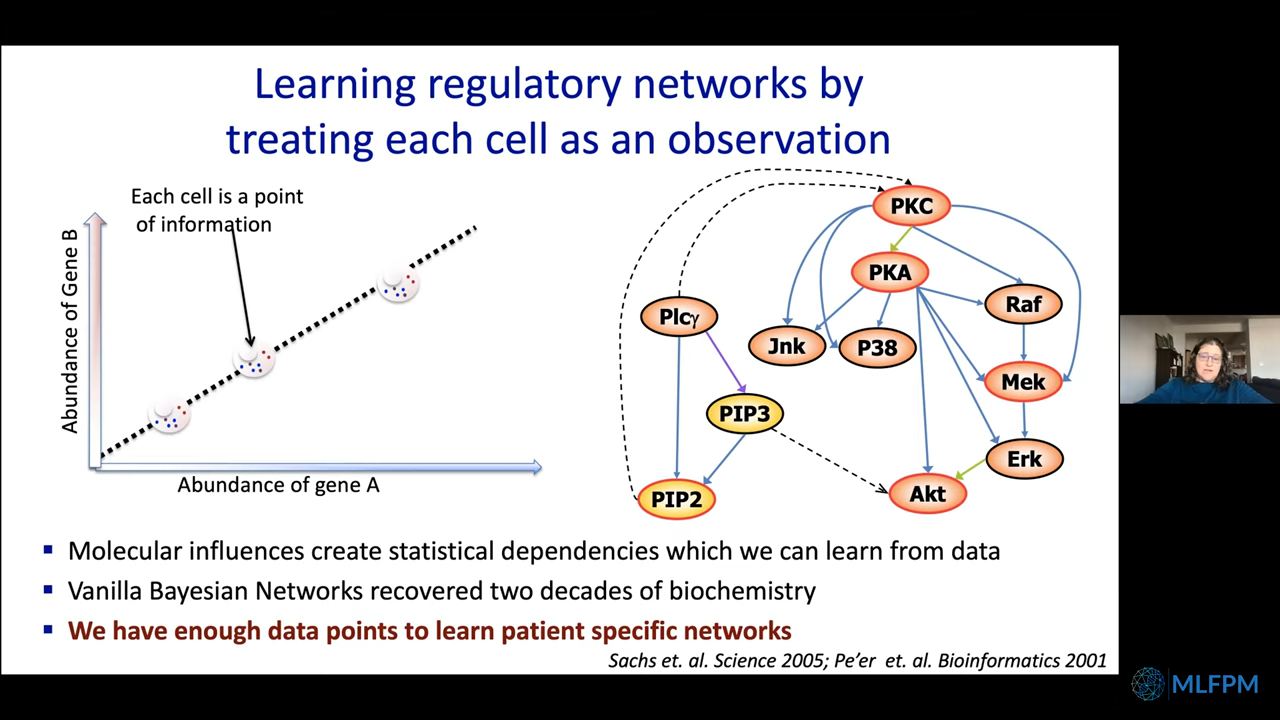 Learning regulatory networks by
treating each cell as an observation
Each cell is a point
of information
Abundance of Gene B
Abundance of gene A
PKC
PKA
Raf
Plcγ
Jnk
P38
Mek
PIP3
Erk
Akt
PIP2
▪ Molecular influences create statistical dependencies which we can learn from data
▪ Vanilla Bayesian Networks recovered two decades of biochemistry
▪ We have enough data points to learn patient specific networks
Sachs et. al. Science 2005; Pe'er et. al. Bioinformatics 2001
MLFPM